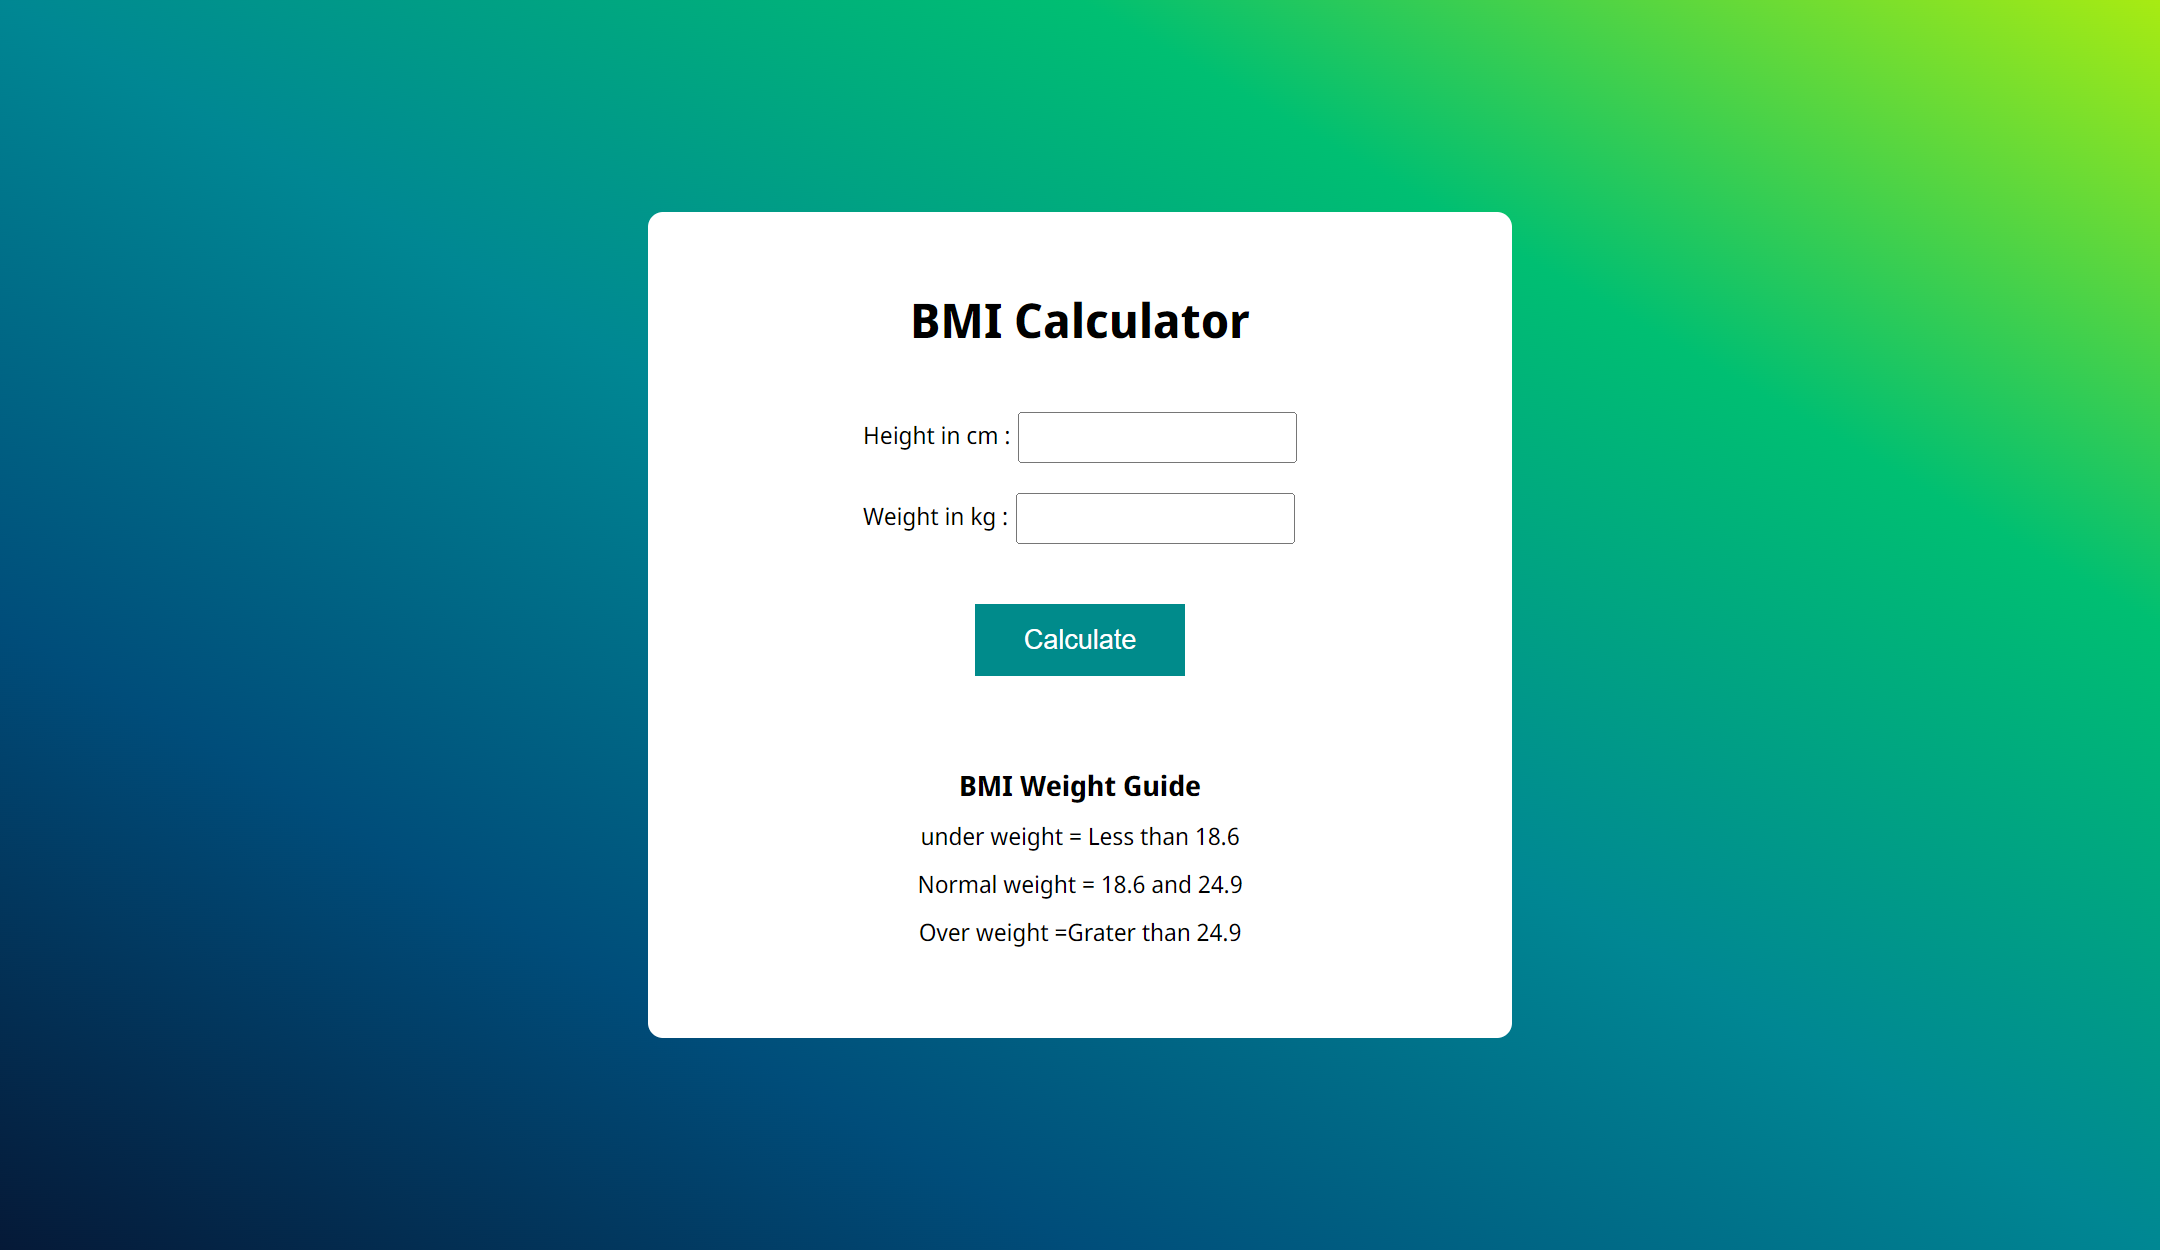 BMI Calculator
Height in cm :
Weight in kg :
Calculate
BMI Weight Guide
under weight = Less than 18.6
Normal weight = 18.6 and 24.9
Over weight =Grater than 24.9